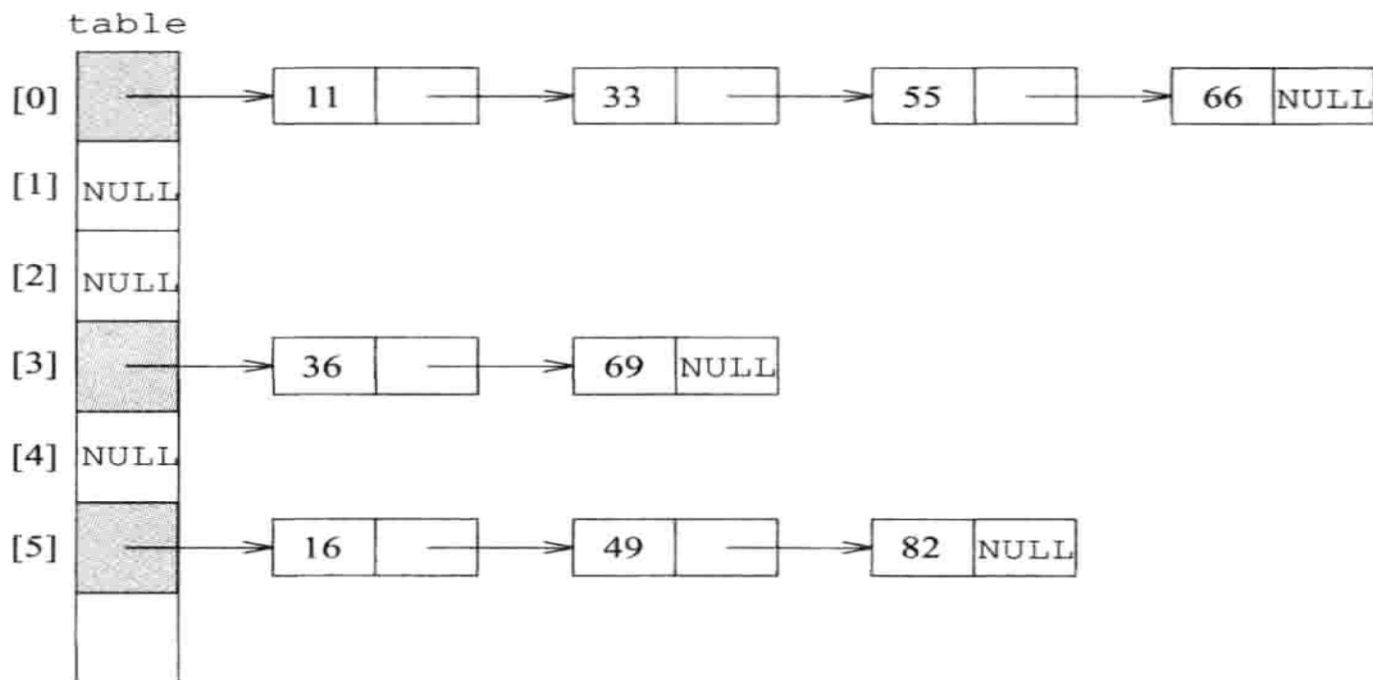 table
[0] 11 33 55 66 NULL
[1] NULL
[2] NULL
[3] 36 69 NULL
[4] NULL
[5] 16 49 82 NULL